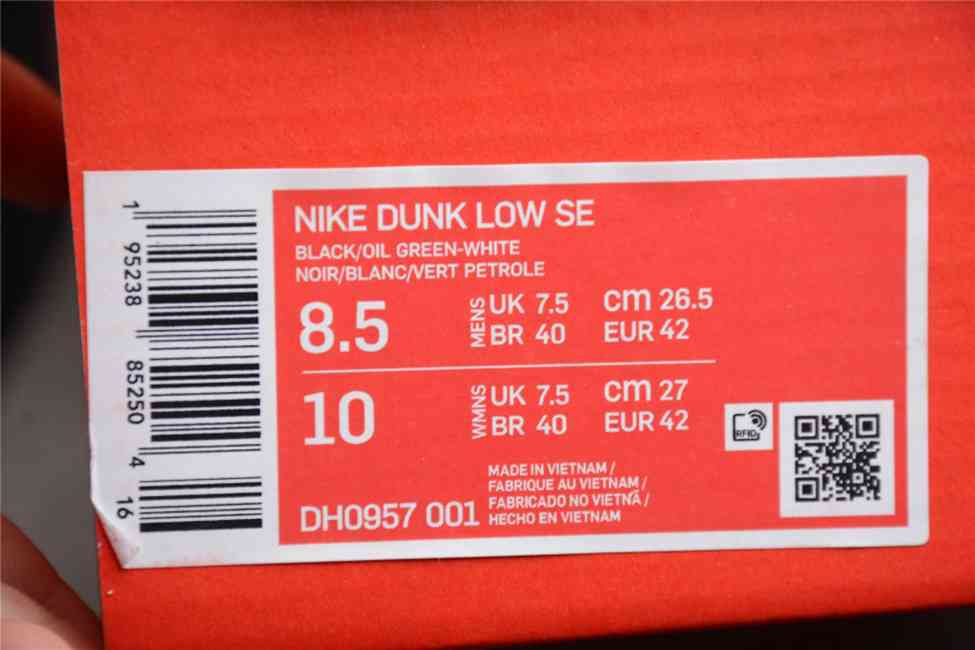 1 95238 85250 4 16
NIKE DUNK LOW SE
BLACK/OIL GREEN-WHITE
NOIR/BLANC/VERT PETROLE
8.5
MENS
UK 7.5 cm 26.5
BR 40 EUR 42
10
WMNS
UK 7.5 cm 27
BR 40 EUR 42
RFID
MADE IN VIETNAM /
FABRIQUE AU VIETNAM /
FABRICADO NO VIETNÃ /
HECHO EN VIETNAM
DH0957 001